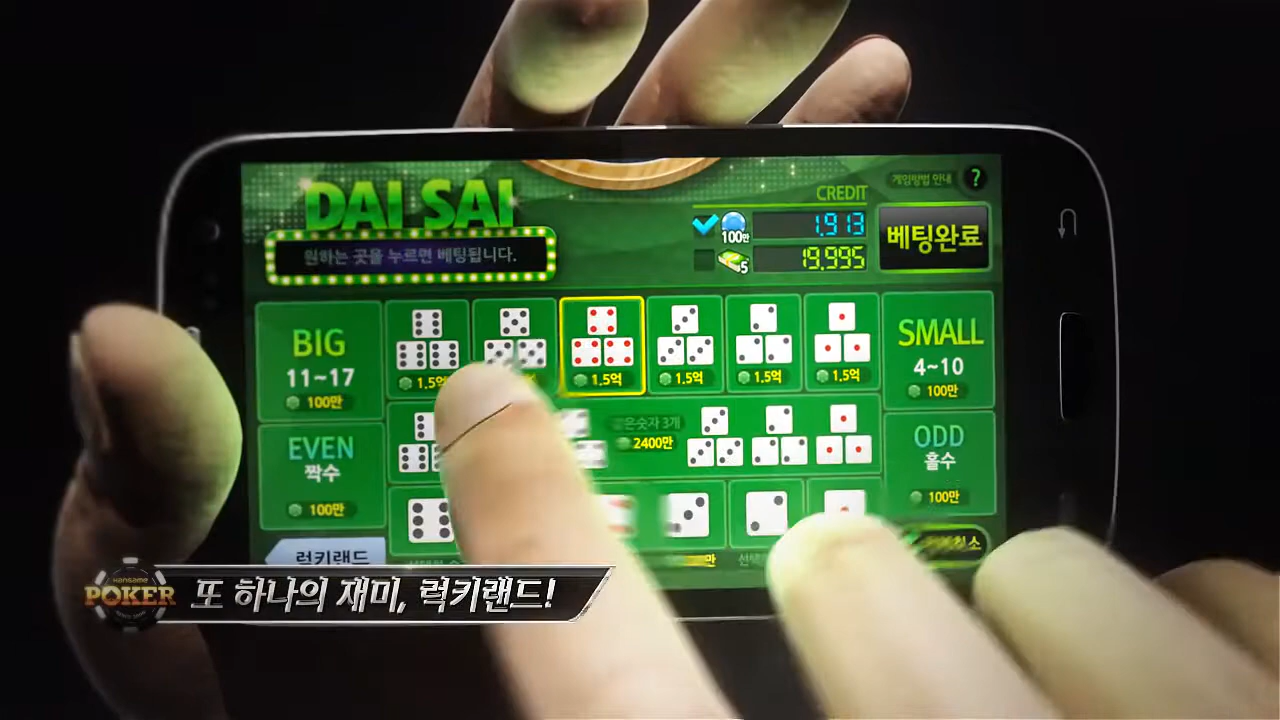 DAI SAI
원하는 곳을 누르면 베팅됩니다.
게임방법 안내 ?
CREDIT
100만 1,913
5 19,995
베팅완료
BIG
11~17
100만
1.5억
1.5억
1.5억
1.5억
1.5억
SMALL
4~10
100만
EVEN
짝수
100만
같은숫자 3개
2400만
ODD
홀수
100만
럭키랜드
Hangame
POKER
또 하나의 재미, 럭키랜드!